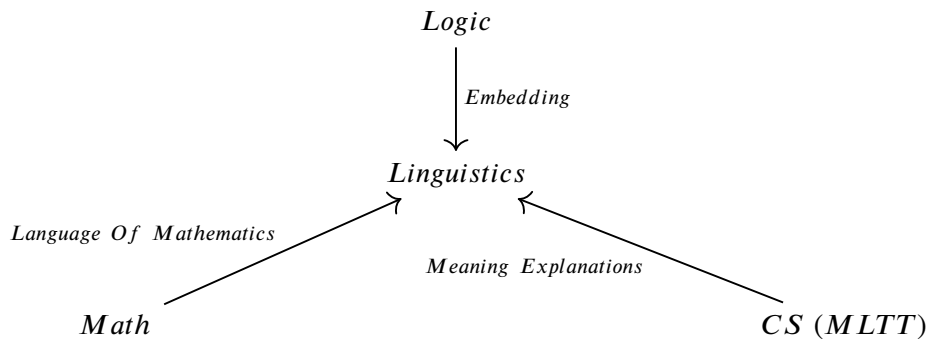 Logic
Embedding
Linguistics
Language Of Mathematics
Meaning Explanations
Math
CS (MLTT)